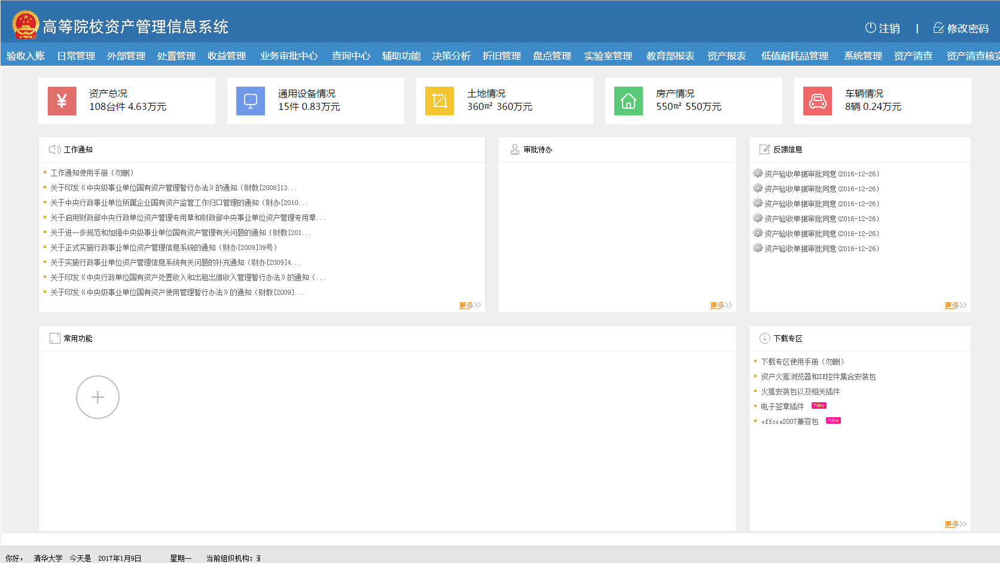 高等院校资产管理信息系统
注销 | 修改密码
验收入账 日常管理 外部管理 处置管理 收益管理 业务审批中心 查询中心 辅助功能 决策分析 折旧管理 盘点管理 实验室管理 教育部报表 资产报表 低值耐耗品管理 系统管理 资产清查 资产清查核实
¥
资产总况
108台件 4.63万元
通用设备情况
15件 0.83万元
土地情况
360m² 360万元
房产情况
550m² 550万元
车辆情况
8辆 0.24万元
工作通知
工作通知使用手册（勿删）
关于印发《中央级事业单位国有资产管理暂行办法》的通知（财教[2008]13...
关于中央行政事业单位所属企业国有资产监管工作归口管理的通知（财办[2010...
关于启用财政部中央行政单位资产管理专用章和财政部中央事业单位资产管理专用章...
关于进一步规范和加强中央级事业单位国有资产管理有关问题的通知（财教[201...
关于正式实施行政事业单位资产管理信息系统的通知（财办[2009]39号）
关于实施行政事业单位资产管理信息系统有关问题的补充通知（财办[2009]4...
关于印发《中央行政单位国有资产处置收入和出租出借收入管理暂行办法》的通知（...
关于印发《中央级事业单位国有资产使用管理暂行办法》的通知（财教[2009]...
更多>>
审批待办
更多>>
反馈信息
资产验收单据审批同意(2016-12-26)
资产验收单据审批同意(2016-12-26)
资产验收单据审批同意(2016-12-26)
资产验收单据审批同意(2016-12-26)
资产验收单据审批同意(2016-12-26)
资产验收单据审批同意(2016-12-26)
更多>>
常用功能
下载专区
下载专区使用手册（勿删）
资产火狐浏览器和IE控件集合安装包
火狐安装包以及相关插件
电子签章插件 new
offcie2007兼容包 new
更多>>
你好， 清华大学 今天是 2017年1月9日 星期一 当前组织机构：